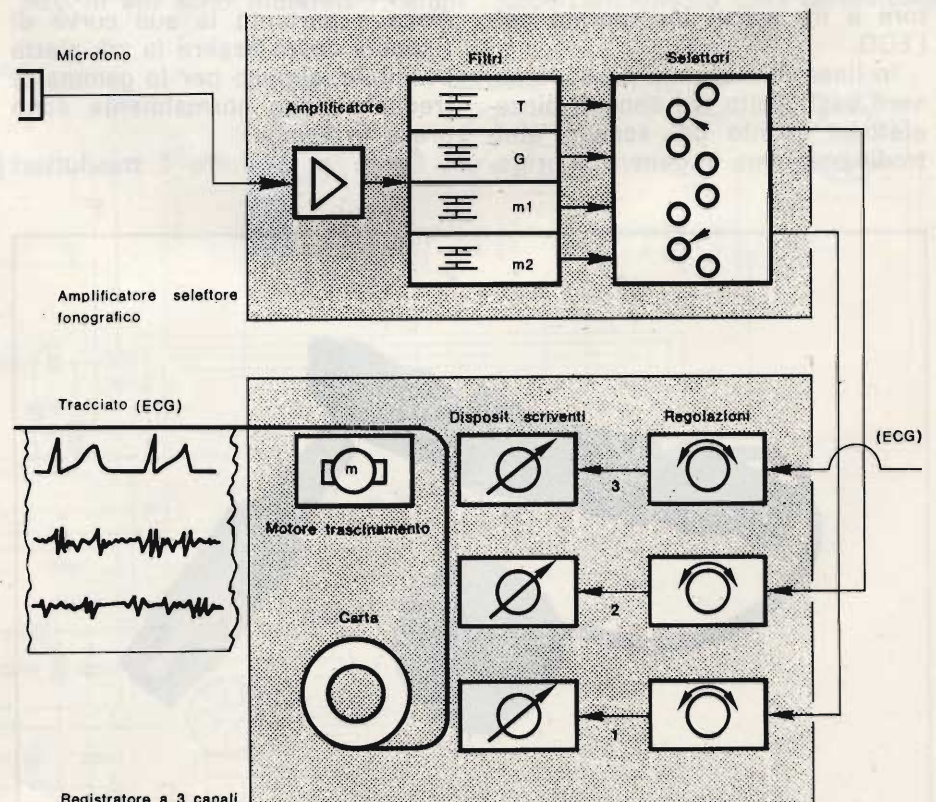 Microfono
Filtri
Selettori
Amplificatore
T
G
m1
m2
Amplificatore selettore
fonografico
Tracciato (ECG)
Disposit. scriventi
Regolazioni
(ECG)
m
3
Motore trascinamento
2
Carta
1
Registratore a 3 canali